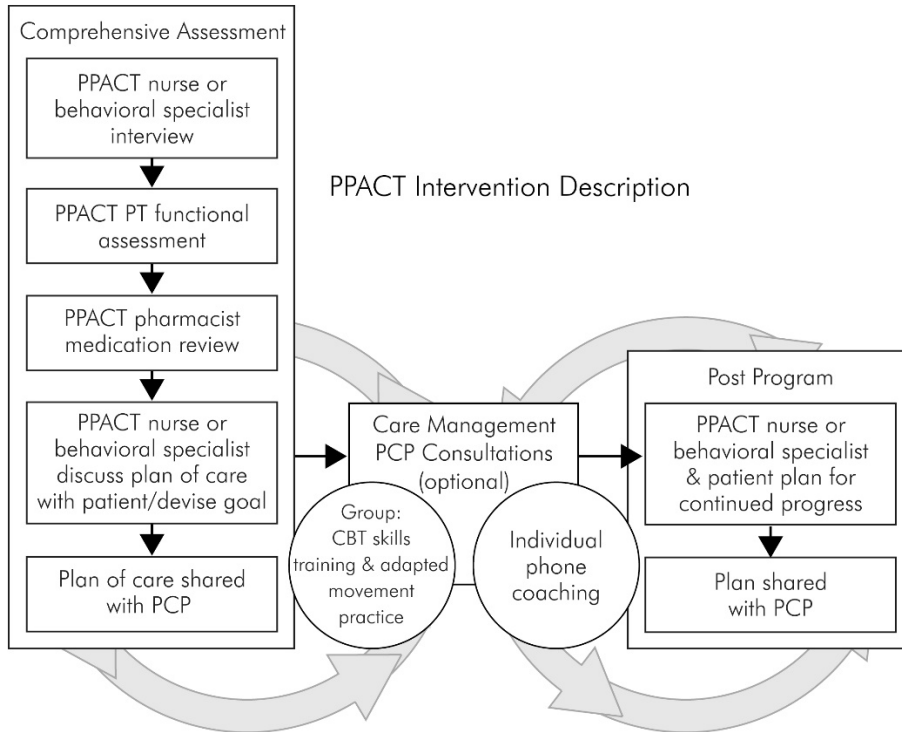 Comprehensive Assessment
PPACT nurse or
behavioral specialist
interview
PPACT PT functional
assessment
PPACT pharmacist
medication review
PPACT nurse or
behavioral specialist
discuss plan of care
with patient/devise goal
Plan of care shared
with PCP
PPACT Intervention Description
Care Management
PCP Consultations
(optional)
Group:
CBT skills
training & adapted
movement
practice
Individual
phone
coaching
Post Program
PPACT nurse or
behavioral specialist
& patient plan for
continued progress
Plan shared
with PCP